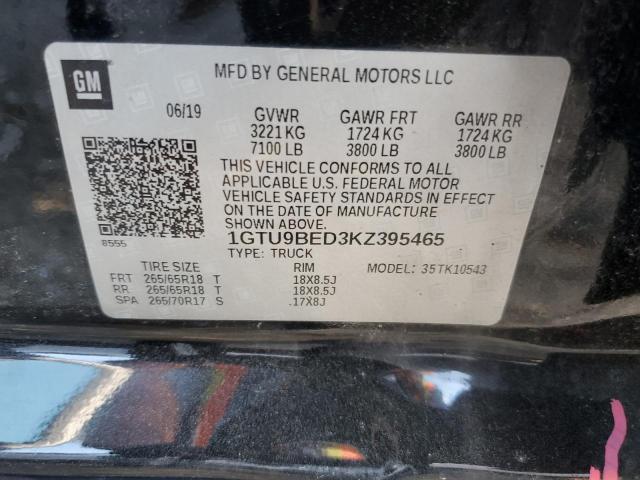 GM
MFD BY GENERAL MOTORS LLC
06/19 GVWR GAWR FRT GAWR RR
3221 KG 1724 KG 1724 KG
7100 LB 3800 LB 3800 LB
THIS VEHICLE CONFORMS TO ALL
APPLICABLE U.S. FEDERAL MOTOR
VEHICLE SAFETY STANDARDS IN EFFECT
ON THE DATE OF MANUFACTURE
SHOWN ABOVE.
8555 1GTU9BED3KZ395465
TYPE: TRUCK
TIRE SIZE RIM MODEL: 35TK10543
FRT 265/65R18 T 18X8.5J
RR 265/65R18 T 18X8.5J
SPA 265/70R17 S .17X8J